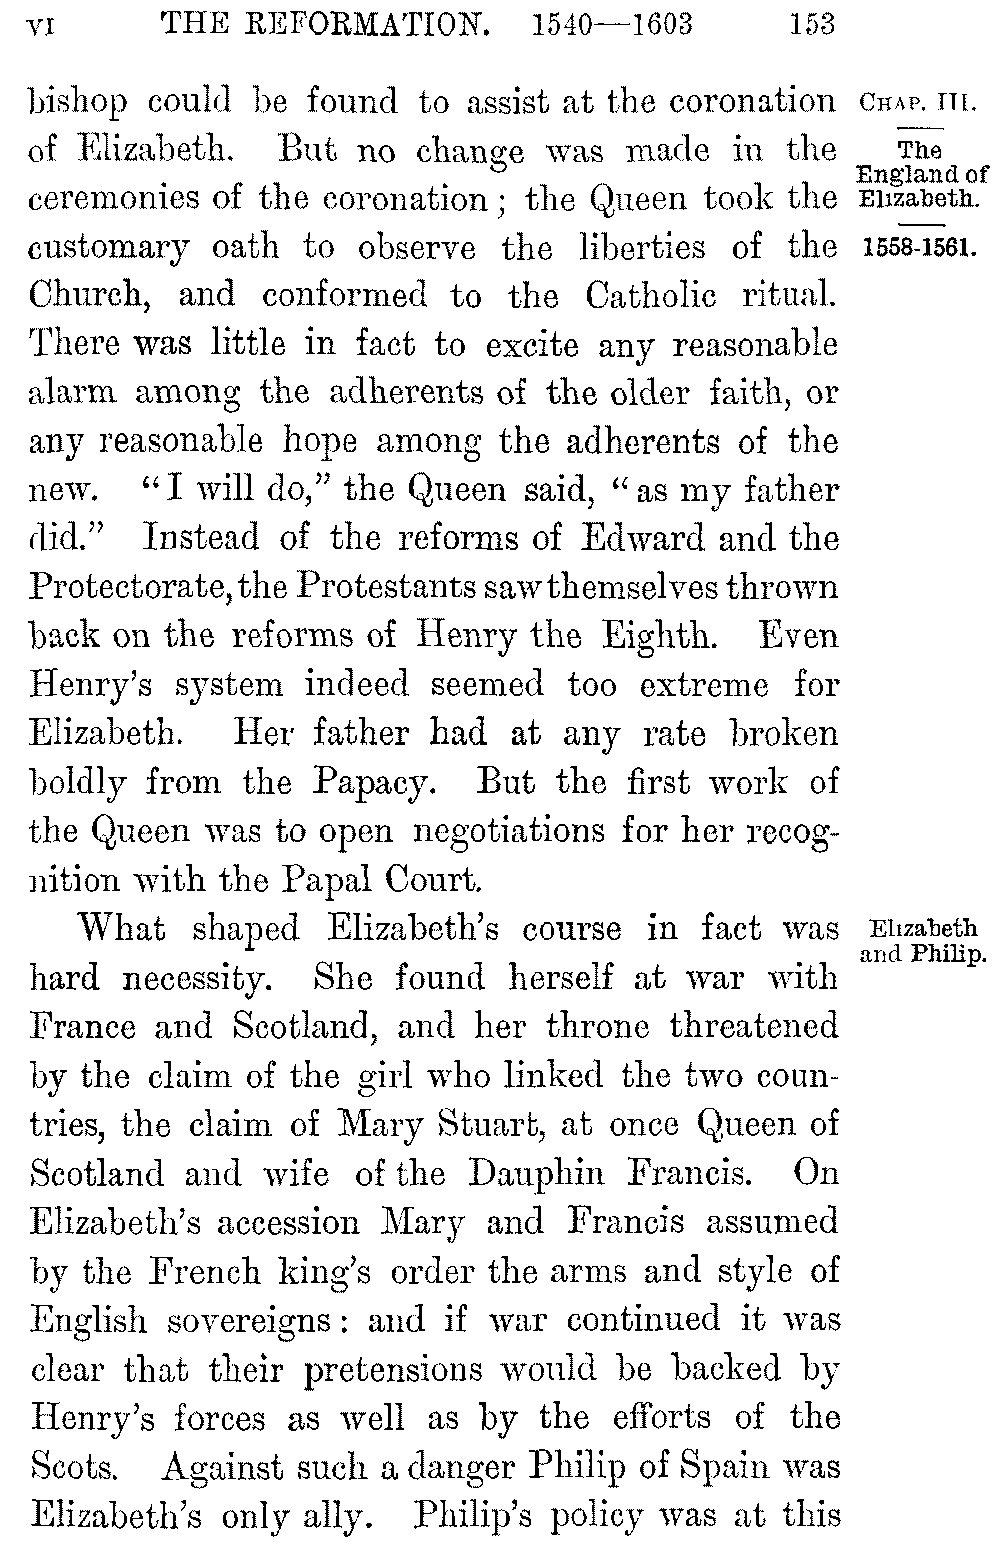 VI THE REFORMATION. 1540—1603 153
bishop could be found to assist at the coronation
of Elizabeth. But no change was made in the
ceremonies of the coronation; the Queen took the
customary oath to observe the liberties of the
Church, and conformed to the Catholic ritual.
There was little in fact to excite any reasonable
alarm among the adherents of the older faith, or
any reasonable hope among the adherents of the
new. "I will do," the Queen said, "as my father
did." Instead of the reforms of Edward and the
Protectorate, the Protestants saw themselves thrown
back on the reforms of Henry the Eighth. Even
Henry's system indeed seemed too extreme for
Elizabeth. Her father had at any rate broken
boldly from the Papacy. But the first work of
the Queen was to open negotiations for her recog-
nition with the Papal Court.
What shaped Elizabeth's course in fact was
hard necessity. She found herself at war with
France and Scotland, and her throne threatened
by the claim of the girl who linked the two coun-
tries, the claim of Mary Stuart, at once Queen of
Scotland and wife of the Dauphin Francis. On
Elizabeth's accession Mary and Francis assumed
by the French king's order the arms and style of
English sovereigns: and if war continued it was
clear that their pretensions would be backed by
Henry's forces as well as by the efforts of the
Scots. Against such a danger Philip of Spain was
Elizabeth's only ally. Philip's policy was at this
CHAP. III.
The
England of
Elizabeth.
1558-1561.
Elizabeth
and Philip.